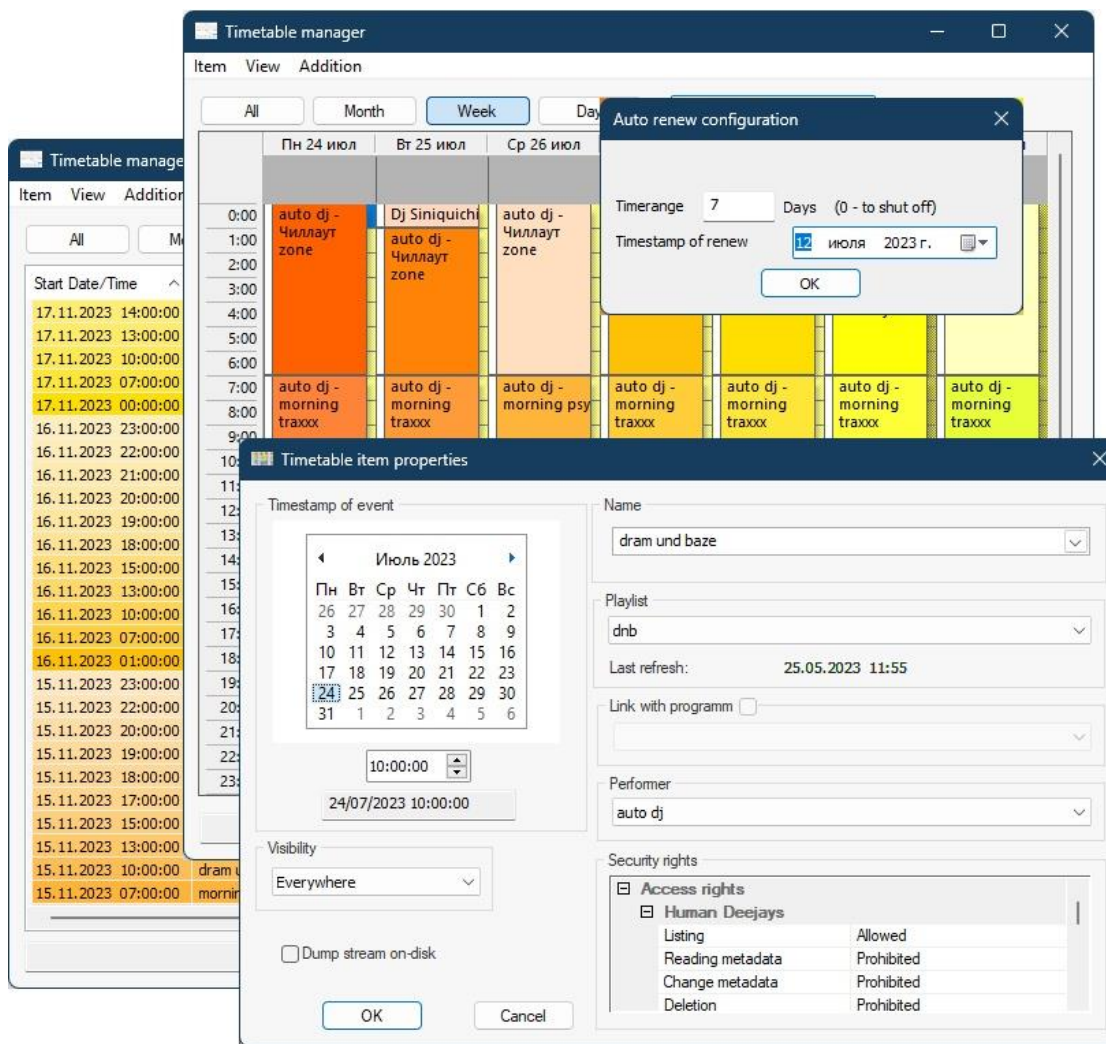 Timetable manager
Item View Addition
All Month Week Day
Пн 24 июл Вт 25 июл Ср 26 июл
0:00
1:00
2:00
3:00
4:00
5:00
6:00
7:00
8:00
9:00
10:
11:
12:
13:
14:
15:
16:
17:
18:
19:
20:
21:
22:
23:
auto dj -
Чиллаут
zone
Dj Siniquichi
auto dj -
Чиллаут
zone
auto dj -
Чиллаут
zone
auto dj -
morning
traxxx
auto dj -
morning
traxxx
auto dj -
morning psy
auto dj -
morning
traxxx
auto dj -
morning
traxxx
auto dj -
morning
traxxx
auto dj -
morning
traxxx
Auto renew configuration
Timerange 7 Days (0 - to shut off)
Timestamp of renew 12 июля 2023 г.
OK
Timetable manage
Item View Addition
All
Start Date/Time
17.11.2023 14:00:00
17.11.2023 13:00:00
17.11.2023 10:00:00
17.11.2023 07:00:00
17.11.2023 00:00:00
16.11.2023 23:00:00
16.11.2023 22:00:00
16.11.2023 21:00:00
16.11.2023 20:00:00
16.11.2023 19:00:00
16.11.2023 18:00:00
16.11.2023 15:00:00
16.11.2023 13:00:00
16.11.2023 10:00:00
16.11.2023 07:00:00
16.11.2023 01:00:00
15.11.2023 23:00:00
15.11.2023 22:00:00
15.11.2023 20:00:00
15.11.2023 19:00:00
15.11.2023 18:00:00
15.11.2023 17:00:00
15.11.2023 15:00:00
15.11.2023 13:00:00
15.11.2023 10:00:00 dram
15.11.2023 07:00:00 mornin
Timetable item properties
Timestamp of event
Июль 2023
Пн Вт Ср Чт Пт Сб Вс
26 27 28 29 30 1 2
3 4 5 6 7 8 9
10 11 12 13 14 15 16
17 18 19 20 21 22 23
24 25 26 27 28 29 30
31 1 2 3 4 5 6
10:00:00
24/07/2023 10:00:00
Visibility
Everywhere
Dump stream on-disk
OK Cancel
Name
dram und baze
Playlist
dnb
Last refresh: 25.05.2023 11:55
Link with programm
Performer
auto dj
Security rights
Access rights
Human Deejays
Listing Allowed
Reading metadata Prohibited
Change metadata Prohibited
Deletion Prohibited